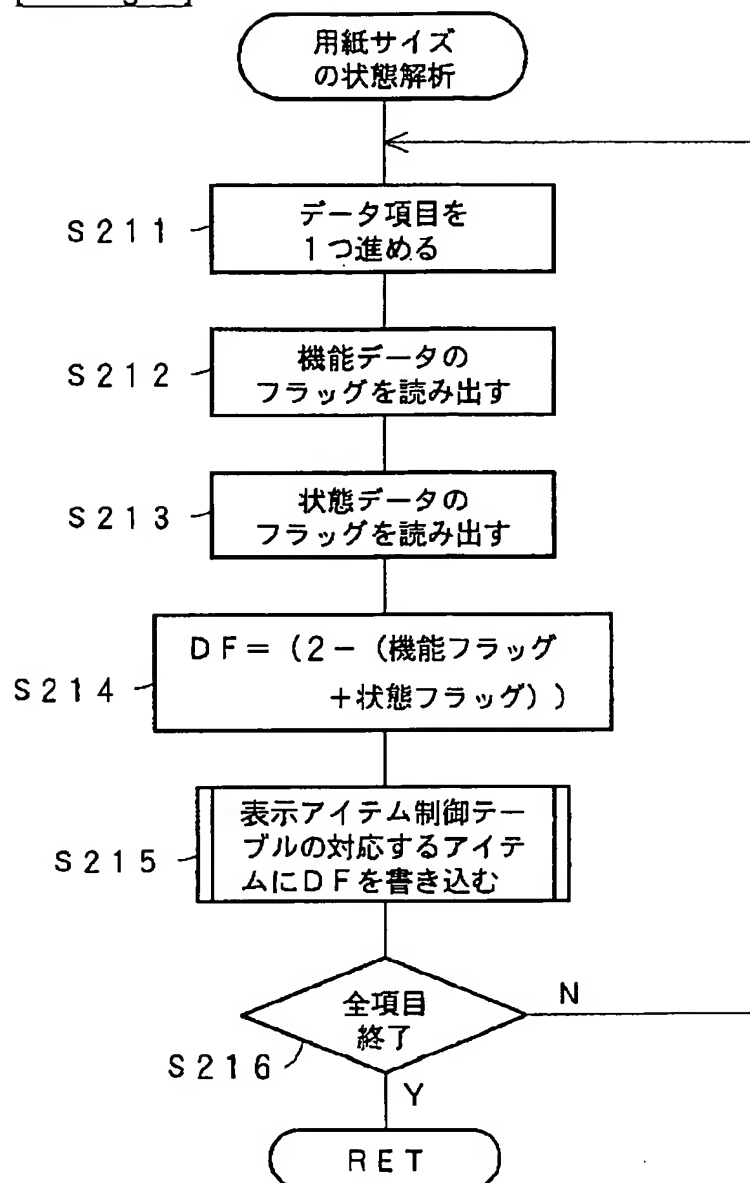 用紙サイズ
の状態解析
S211
データ項目を
1つ進める
S212
機能データの
フラッグを読み出す
S213
状態データの
フラッグを読み出す
S214
DF=(2-(機能フラッグ
+状態フラッグ))
S215
表示アイテム制御テー
ブルの対応するアイテ
ムにDFを書き込む
全項目
終了
N
S216
Y
RET